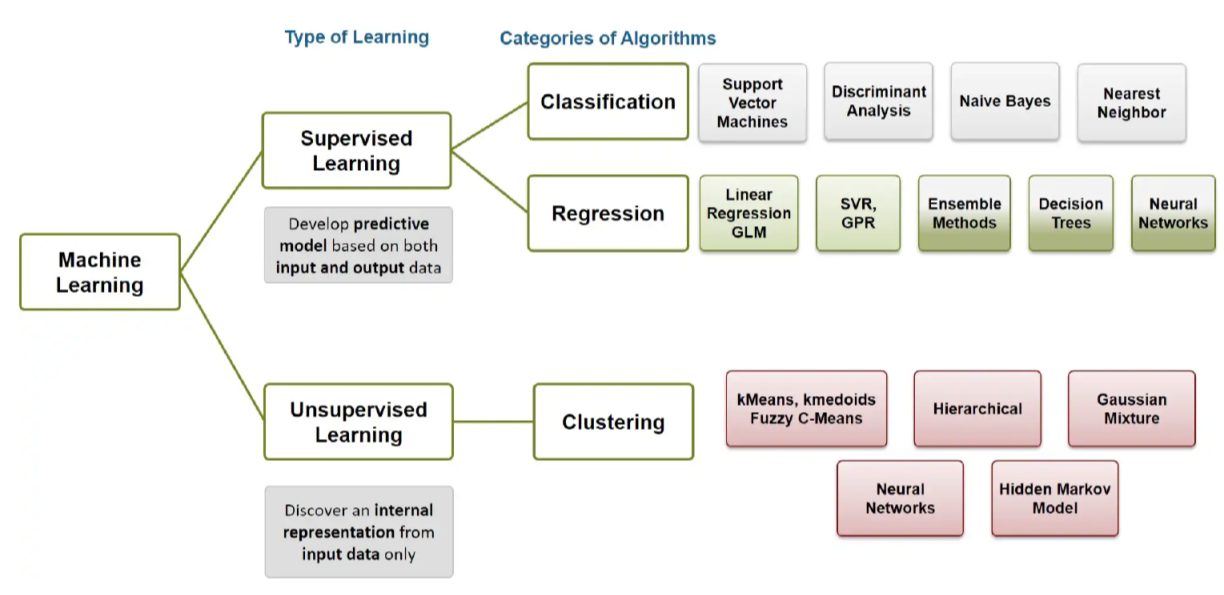 Type of Learning
Categories of Algorithms
Classification
Support
Vector
Machines
Discriminant
Analysis
Naive Bayes
Nearest
Neighbor
Supervised
Learning
Regression
Linear
Regression
GLM
SVR,
GPR
Ensemble
Methods
Decision
Trees
Neural
Networks
Develop predictive
model based on both
input and output data
Machine
Learning
Unsupervised
Learning
Clustering
kMeans, kmedoids
Fuzzy C-Means
Hierarchical
Gaussian
Mixture
Neural
Networks
Hidden Markov
Model
Discover an internal
representation from
input data only